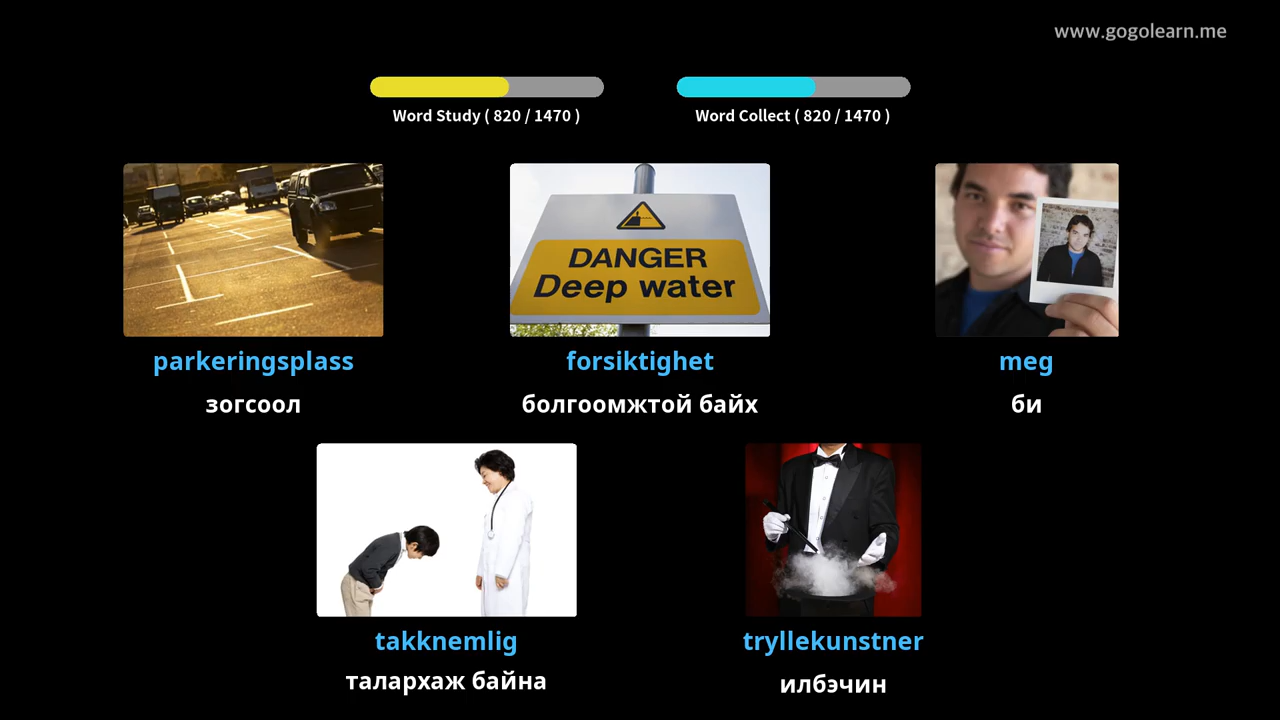 www.gogolearn.me
Word Study ( 820 / 1470 )
Word Collect ( 820 / 1470 )
DANGER
Deep water
parkeringsplass
forsiktighet
meg
зогсоол
болгоомжтой байх
би
takknemlig
tryllekunstner
талархаж байна
илбэчин